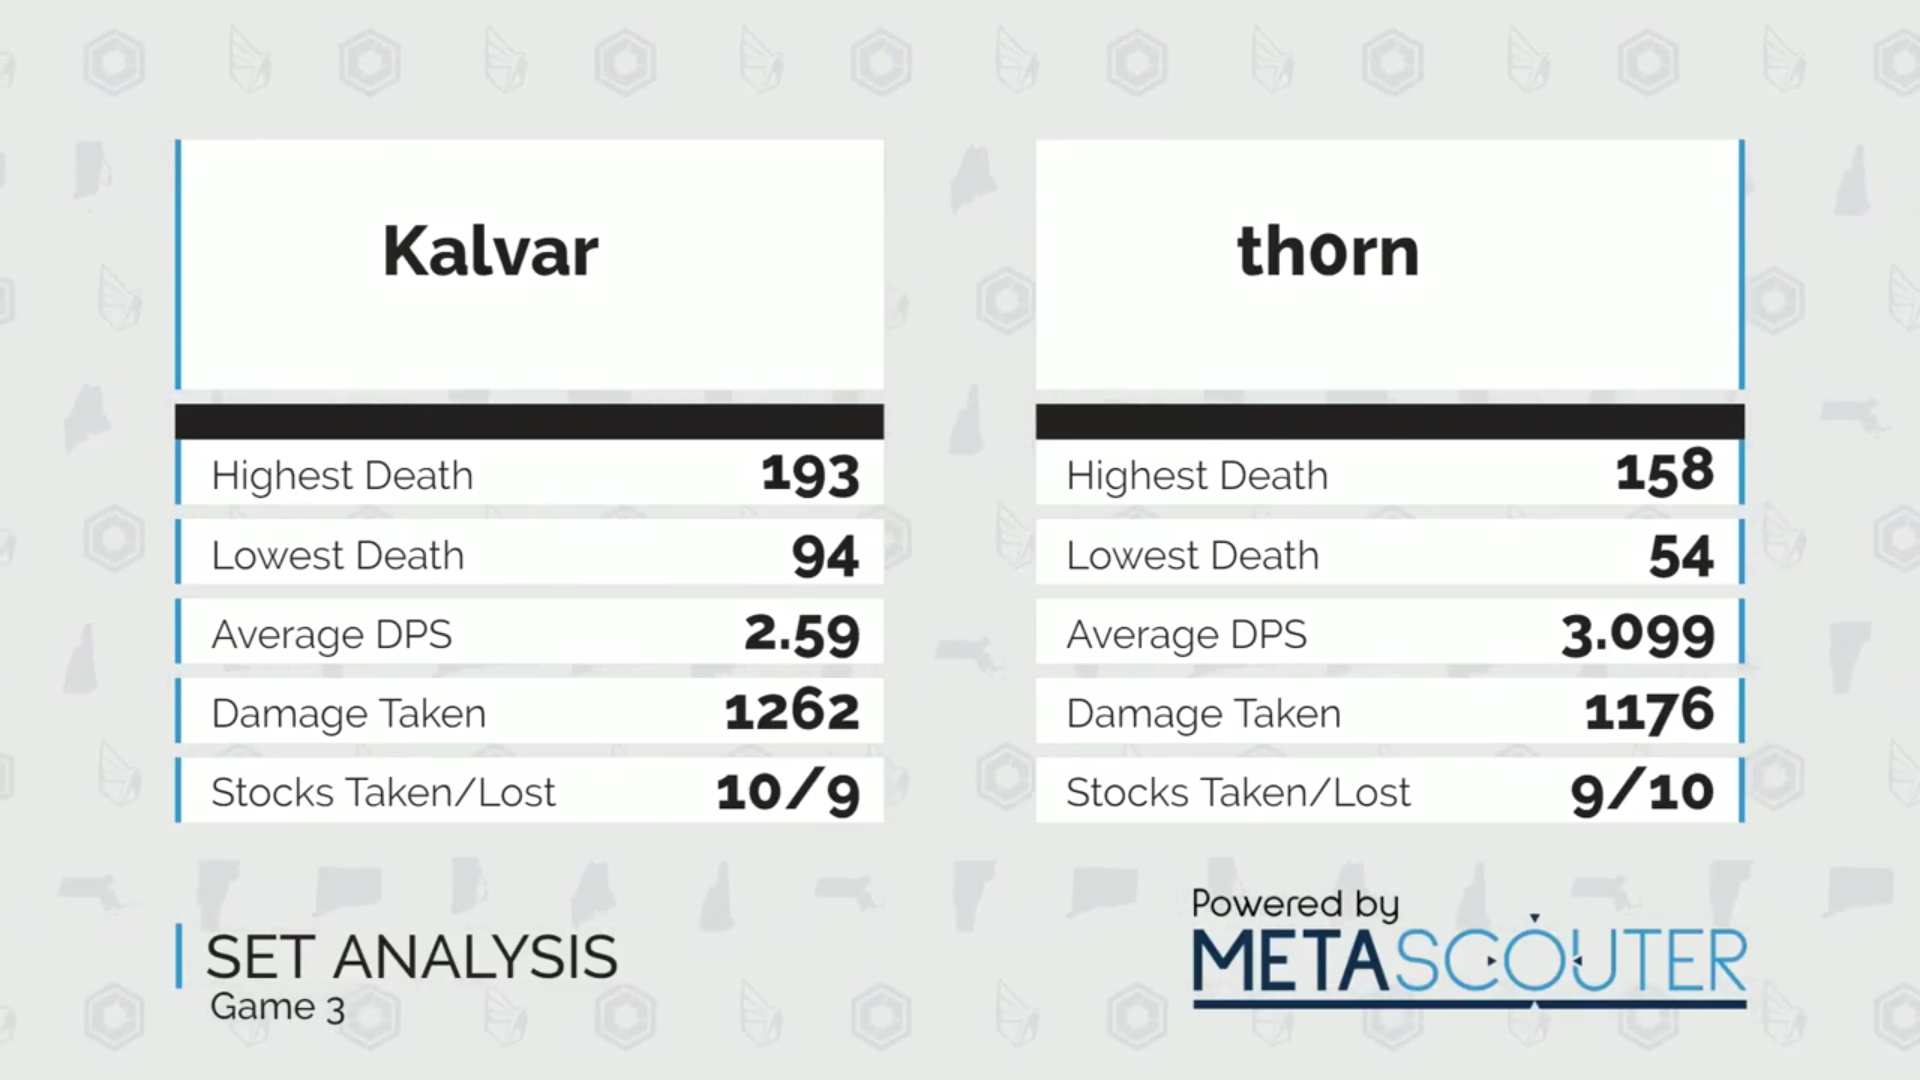 Kalvar
Highest Death 193
Lowest Death 94
Average DPS 2.59
Damage Taken 1262
Stocks Taken/Lost 10/9
th0rn
Highest Death 158
Lowest Death 54
Average DPS 3.099
Damage Taken 1176
Stocks Taken/Lost 9/10
SET ANALYSIS
Game 3
Powered by
METASCOUTER